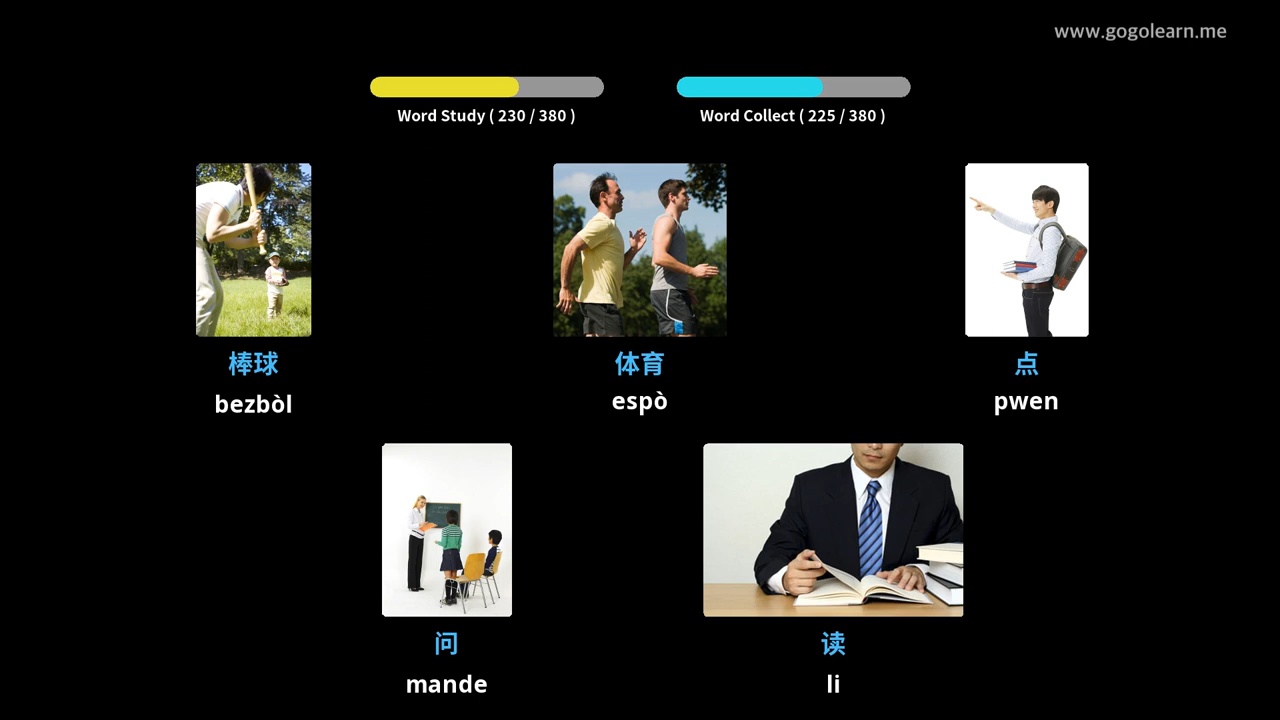 www.gogolearn.me
Word Study ( 230 / 380 )
Word Collect ( 225 / 380 )
棒球
bezbòl
体育
espò
点
pwen
问
mande
读
li